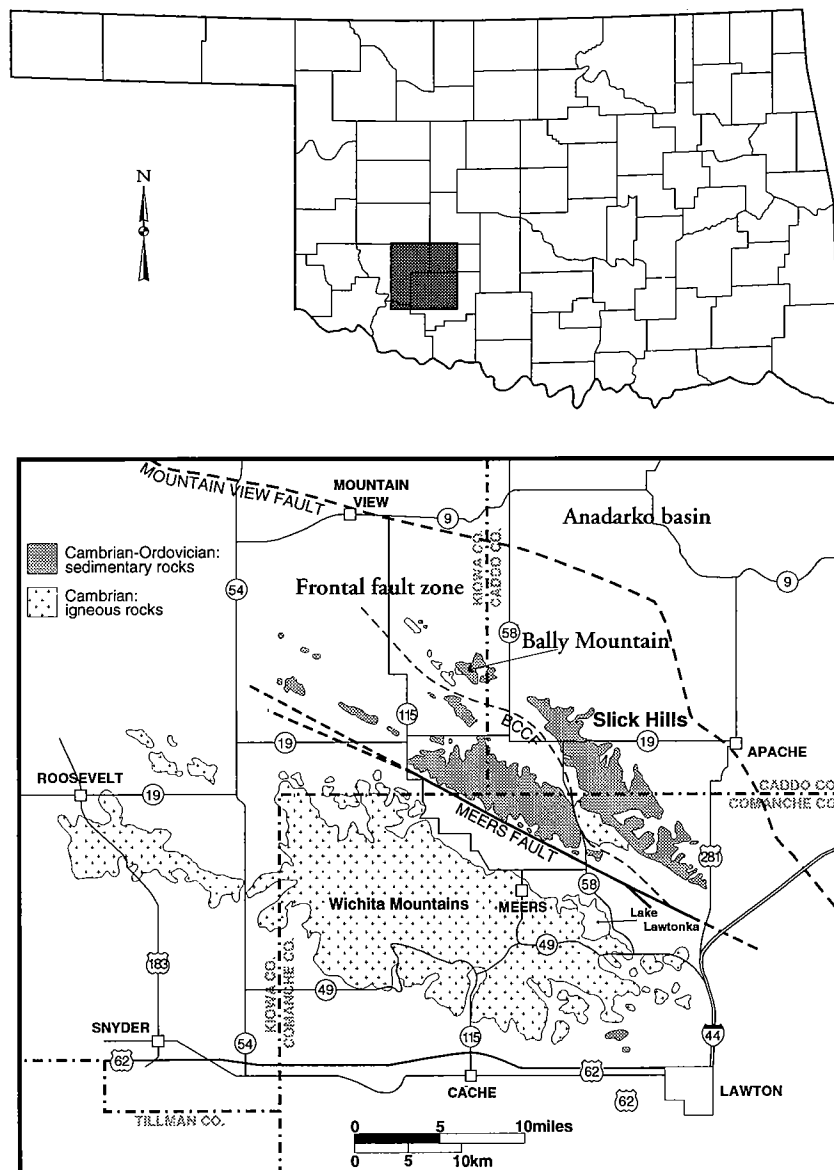 N
MOUNTAIN VIEW FAULT
MOUNTAIN
VIEW
9
Anadarko basin
Cambrian-Ordovician:
sedimentary rocks
Cambrian:
igneous rocks
54
Frontal fault zone
KIOWA CO.
CADDO CO.
9
58
Bally Mountain
115
BCCF
Slick Hills
19
19
APACHE
ROOSEVELT
19
CADDO CO.
COMANCHE CO.
MEERS FAULT
281
58
Wichita Mountains
MEERS
Lake
Lawtonka
49
183
KIOWA CO.
COMANCHE CO.
49
SNYDER
54
115
44
62
62
CACHE
62
LAWTON
TILLMAN CO.
0 5 10miles
0 5 10km